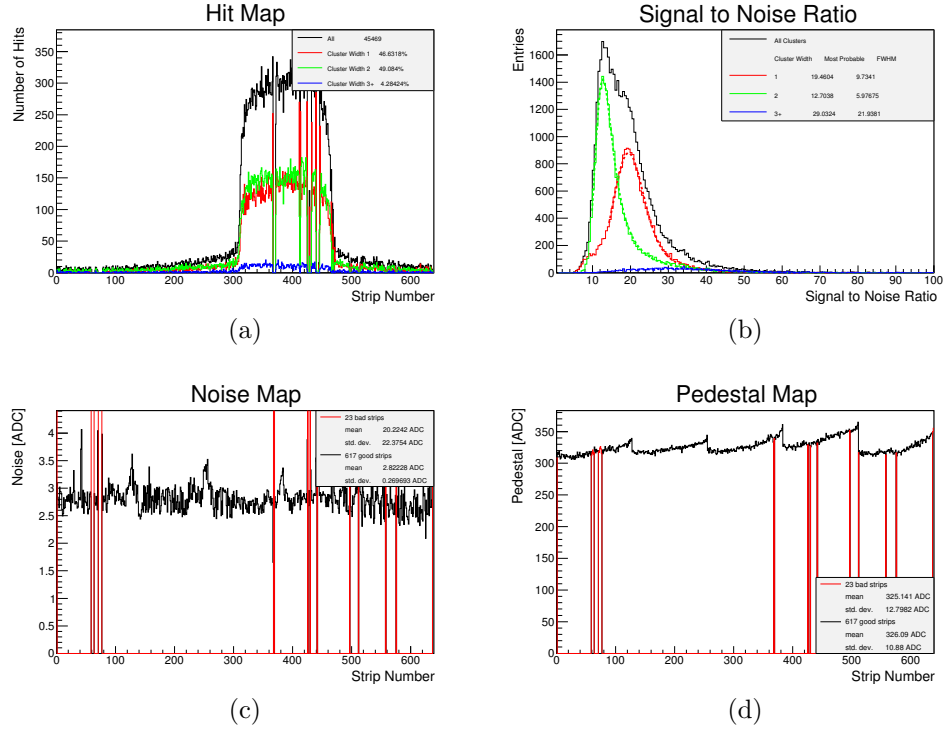 Hit Map
Number of Hits
350
300
250
200
150
100
50
0
0 200 400 600
Strip Number
All 45469
Cluster Width 1 46.6318%
Cluster Width 2 49.084%
Cluster Width 3+ 4.28424%
(a)
Signal to Noise Ratio
Entries
1600
1400
1200
1000
800
600
400
200
0
10 20 30 40 50 60 70 80 90 100
Signal to Noise Ratio
All Clusters
Cluster Width Most Probable FWHM
1 19.4604 9.7341
2 12.7038 5.97675
3+ 29.0324 21.9381
(b)
Noise Map
Noise [ADC]
4
3.5
3
2.5
2
1.5
1
0.5
0
0 100 200 300 400 500 600
Strip Number
23 bad strips
mean 20.2242 ADC
std. dev. 22.3754 ADC
617 good strips
mean 2.82228 ADC
std. dev. 0.269693 ADC
(c)
Pedestal Map
Pedestal [ADC]
350
300
250
200
150
100
50
0
0 100 200 300 400 500 600
Strip Number
23 bad strips
mean 325.141 ADC
std. dev. 12.7982 ADC
617 good strips
mean 326.09 ADC
std. dev. 10.88 ADC
(d)